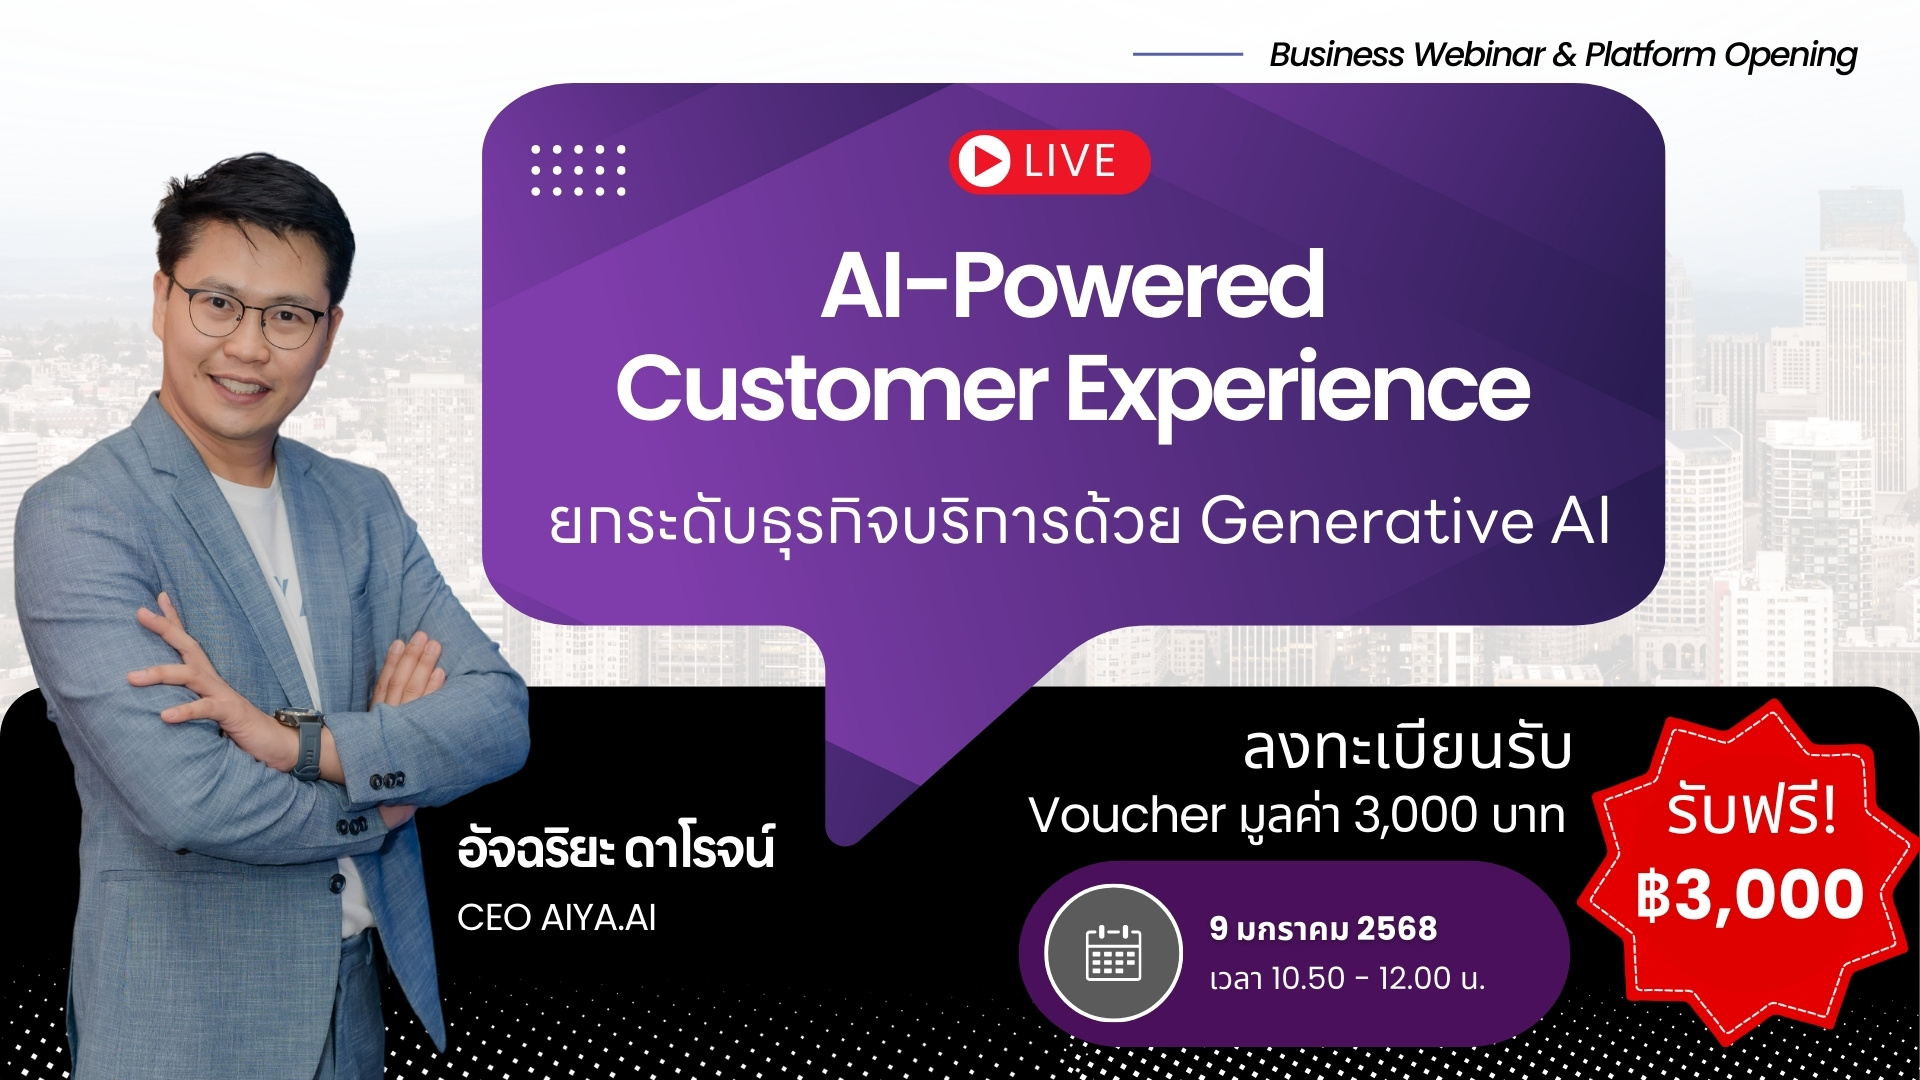 Business Webinar & Platform Opening
LIVE
AI-Powered
Customer Experience
ยกระดับธุรกิจบริการด้วย Generative AI
อัจฉริยะ ดาโรจน์
CEO AIYA.AI
ลงทะเบียนรับ
Voucher มูลค่า 3,000 บาท
9 มกราคม 2568
เวลา 10.50 - 12.00 น.
รับฟรี!
฿3,000